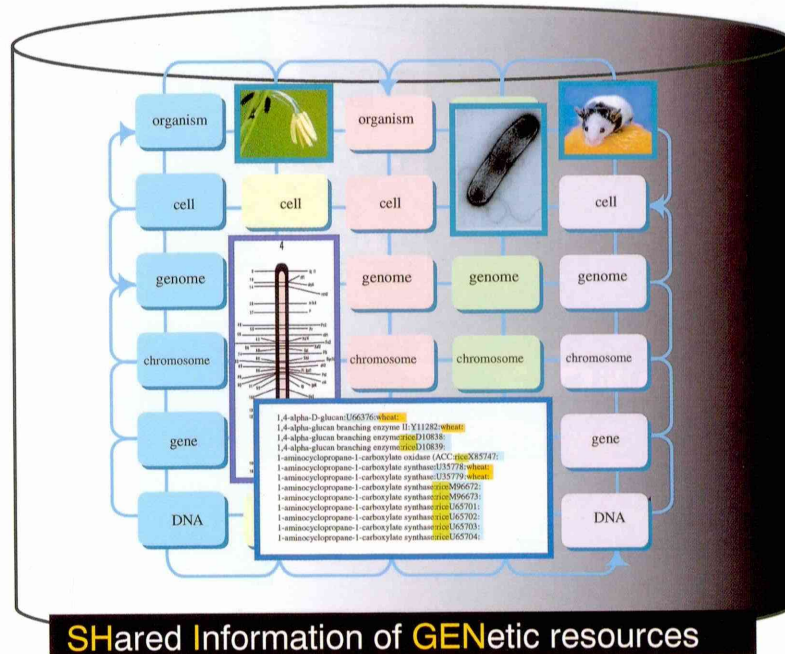 organism
organism
cell
cell
cell
cell
4
genome
genome
genome
genome
chromosome
chromosome
chromosome
chromosome
gene
gene
DNA
DNA
1,4-alpha-D-glucan:U66376:wheat:
1,4-alpha-glucan branching enzyme II:Y11282:wheat:
1,4-alpha-glucan branching enzyme:riceD10838:
1,4-alpha-glucan branching enzyme:riceD10839:
1-aminocyclopropane-1-carboxylate oxidase (ACC:riceX85747:
1-aminocyclopropane-1-carboxylate synthase:U35778:wheat:
1-aminocyclopropane-1-carboxylate synthase:U35779:wheat:
1-aminocyclopropane-1-carboxylate synthase:riceM96672:
1-aminocyclopropane-1-carboxylate synthase:riceM96673:
1-aminocyclopropane-1-carboxylate synthase:riceU65701:
1-aminocyclopropane-1-carboxylate synthase:riceU65702:
1-aminocyclopropane-1-carboxylate synthase:riceU65703:
1-aminocyclopropane-1-carboxylate synthase:riceU65704:
SHared Information of GENetic resources